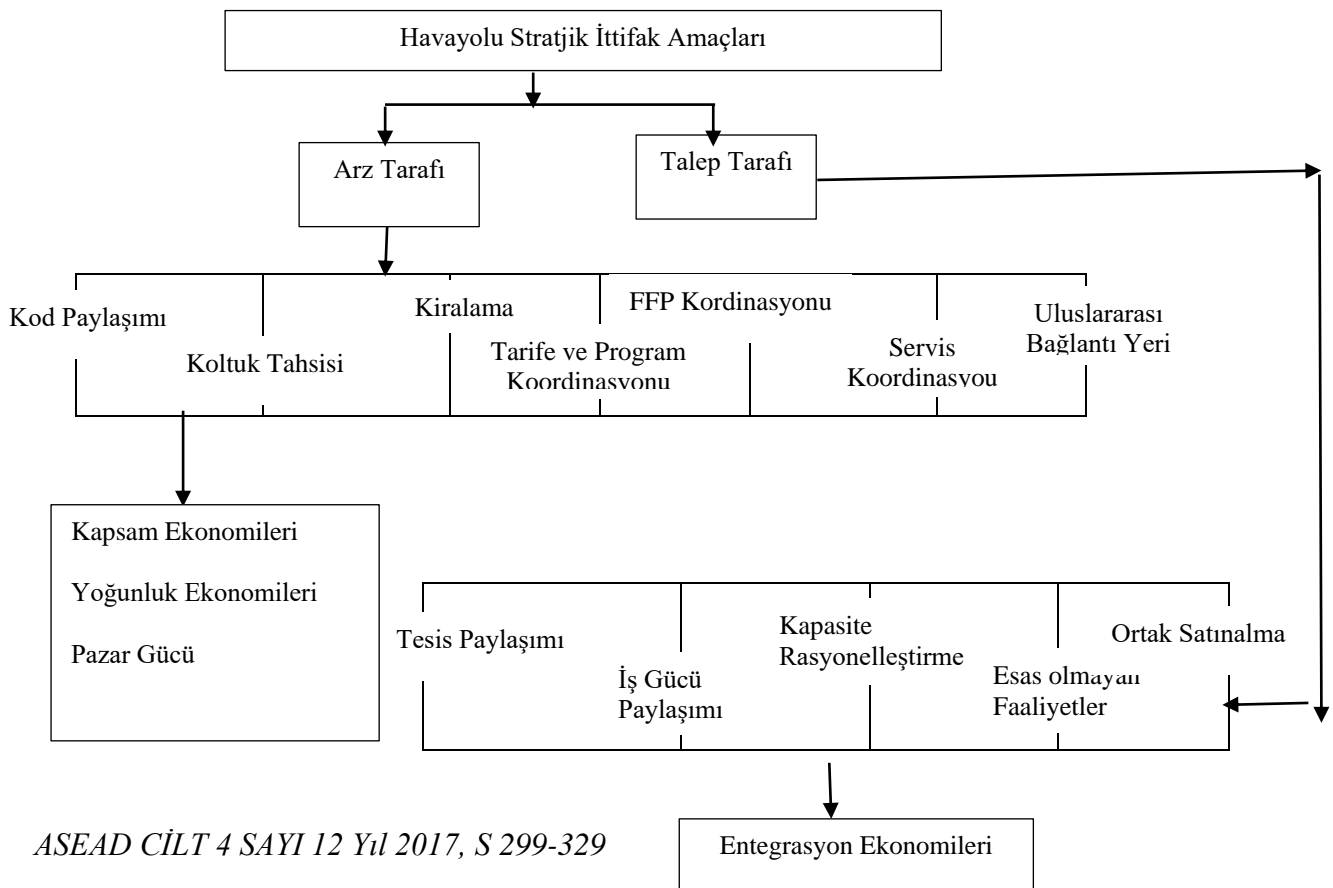 Havayolu Stratjik İttifak Amaçları
Arz Tarafı
Talep Tarafı
Kod Paylaşımı
Koltuk Tahsisi
Kiralama
Tarife ve Program
Koordinasyonu
FFP Kordinasyonu
Servis
Koordinasyou
Uluslararası
Bağlantı Yeri
Kapsam Ekonomileri
Yoğunluk Ekonomileri
Pazar Gücü
Tesis Paylaşımı
İş Gücü
Paylaşımı
Kapasite
Rasyonelleştirme
Esas olmayan
Faaliyetler
Ortak Satınalma
Entegrasyon Ekonomileri
ASEAD CİLT 4 SAYI 12 Yıl 2017, S 299-329